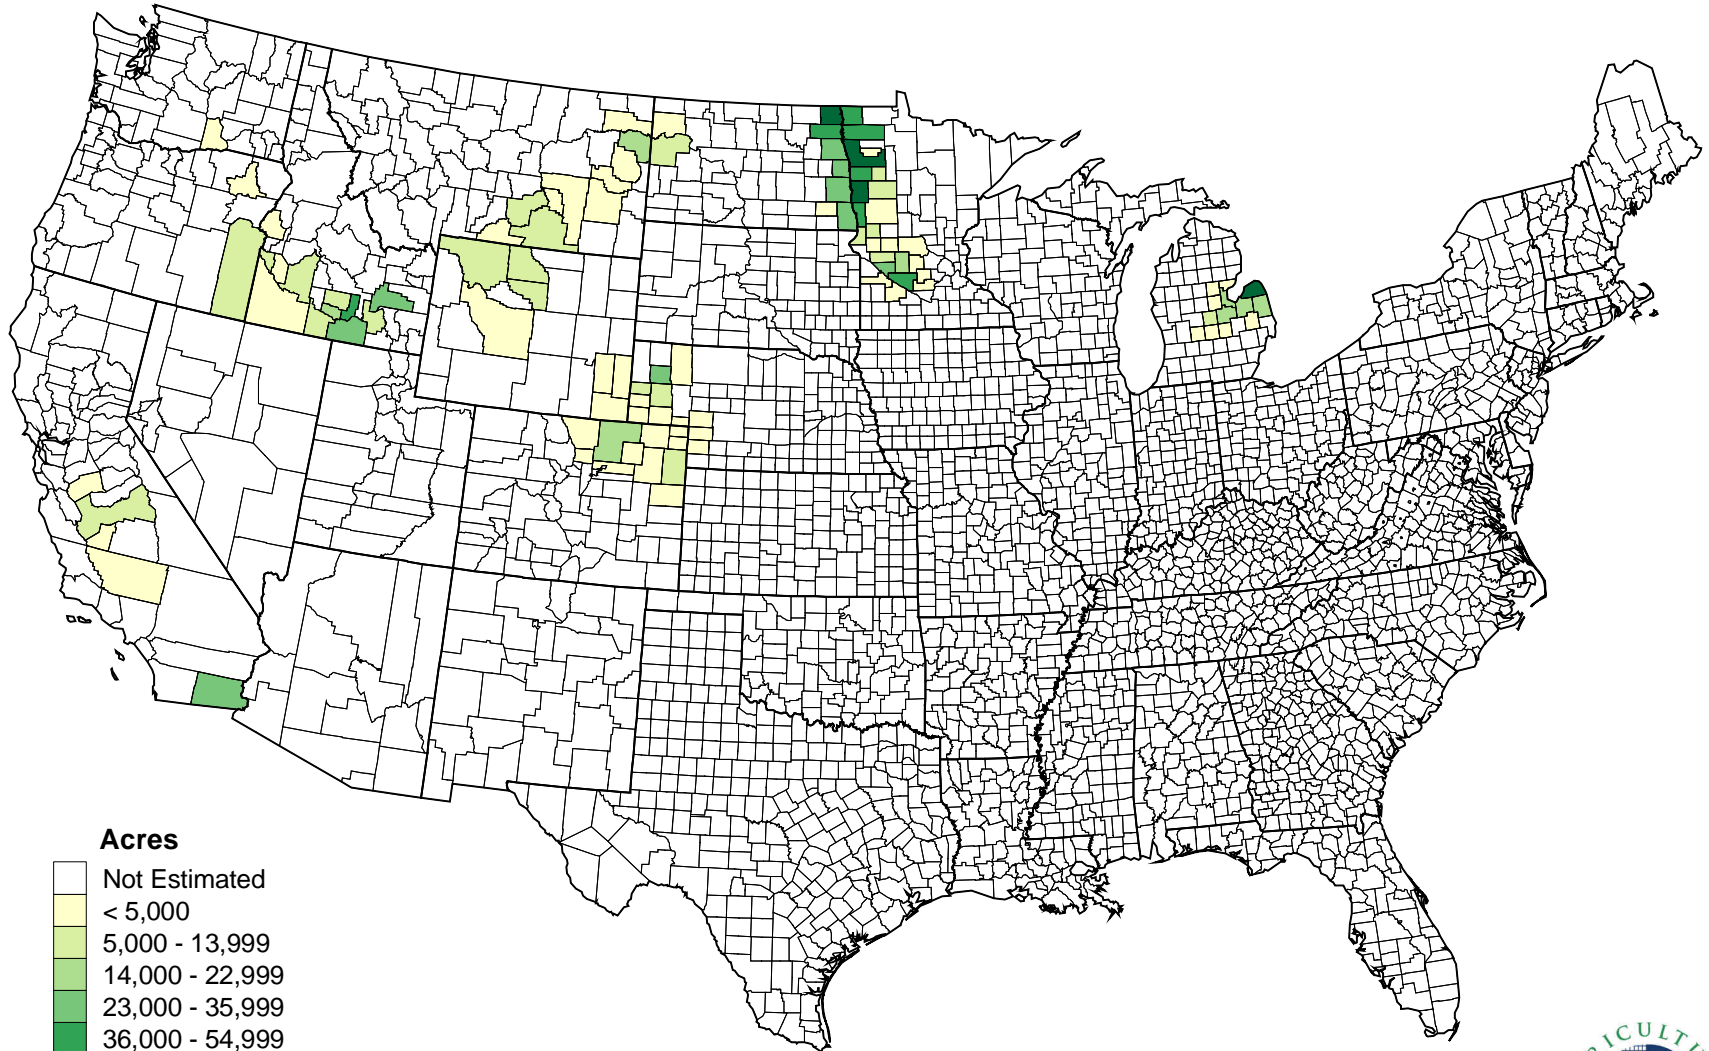 Acres
Not Estimated
< 5,000
5,000 - 13,999
14,000 - 22,999
23,000 - 35,999
36,000 - 54,999